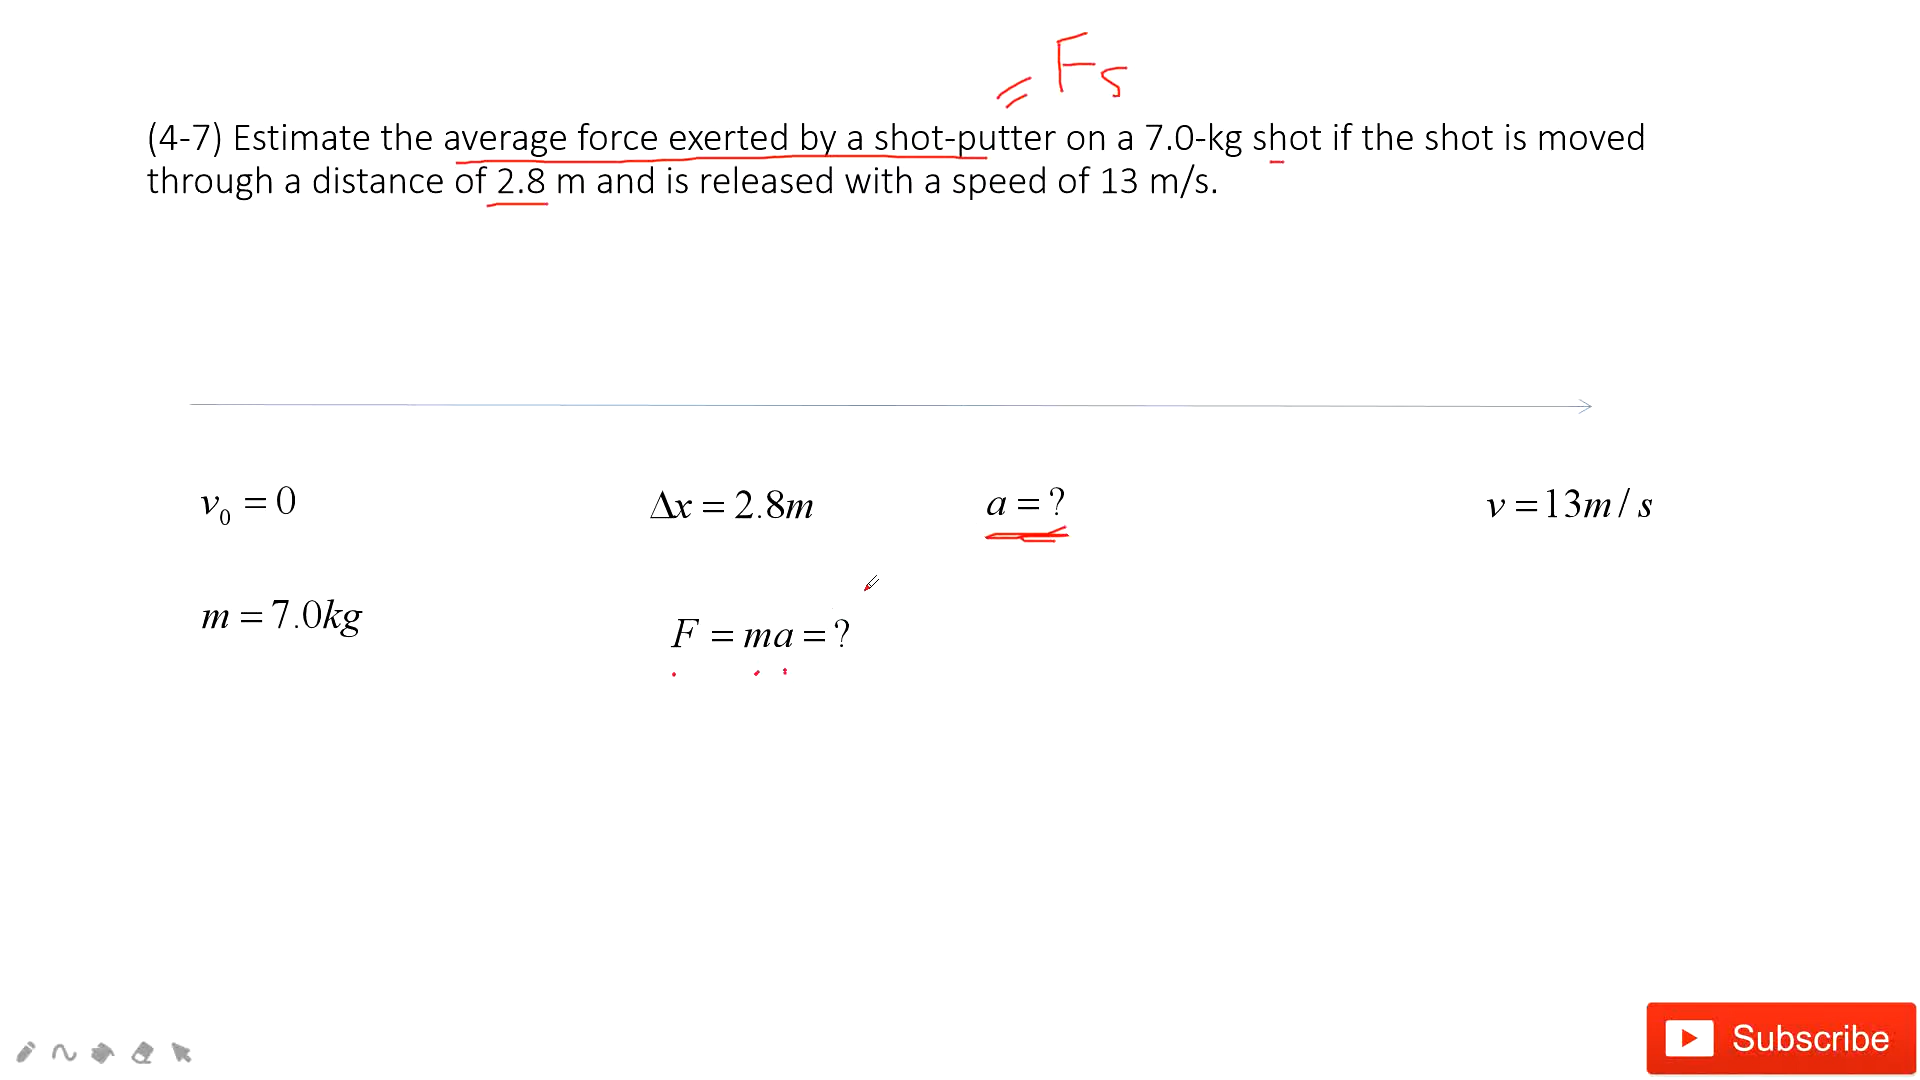 = Fs
(4-7) Estimate the average force exerted by a shot-putter on a 7.0-kg shot if the shot is moved
through a distance of 2.8 m and is released with a speed of 13 m/s.
v₀ = 0
Δx = 2.8m
a = ?
v = 13m / s
m = 7.0kg
F = ma = ?
Subscribe